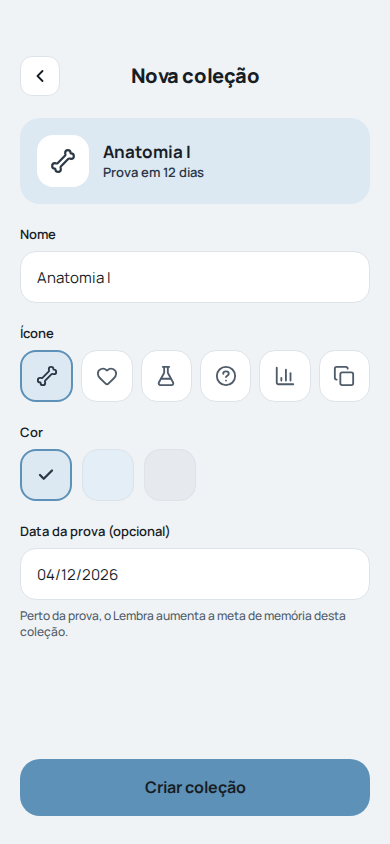 Nova coleção
Anatomia I
Prova em 12 dias
Nome
Anatomia I
Ícone
Cor
Data da prova (opcional)
04/12/2026
Perto da prova, o Lembra aumenta a meta de memória desta
coleção.
Criar coleção